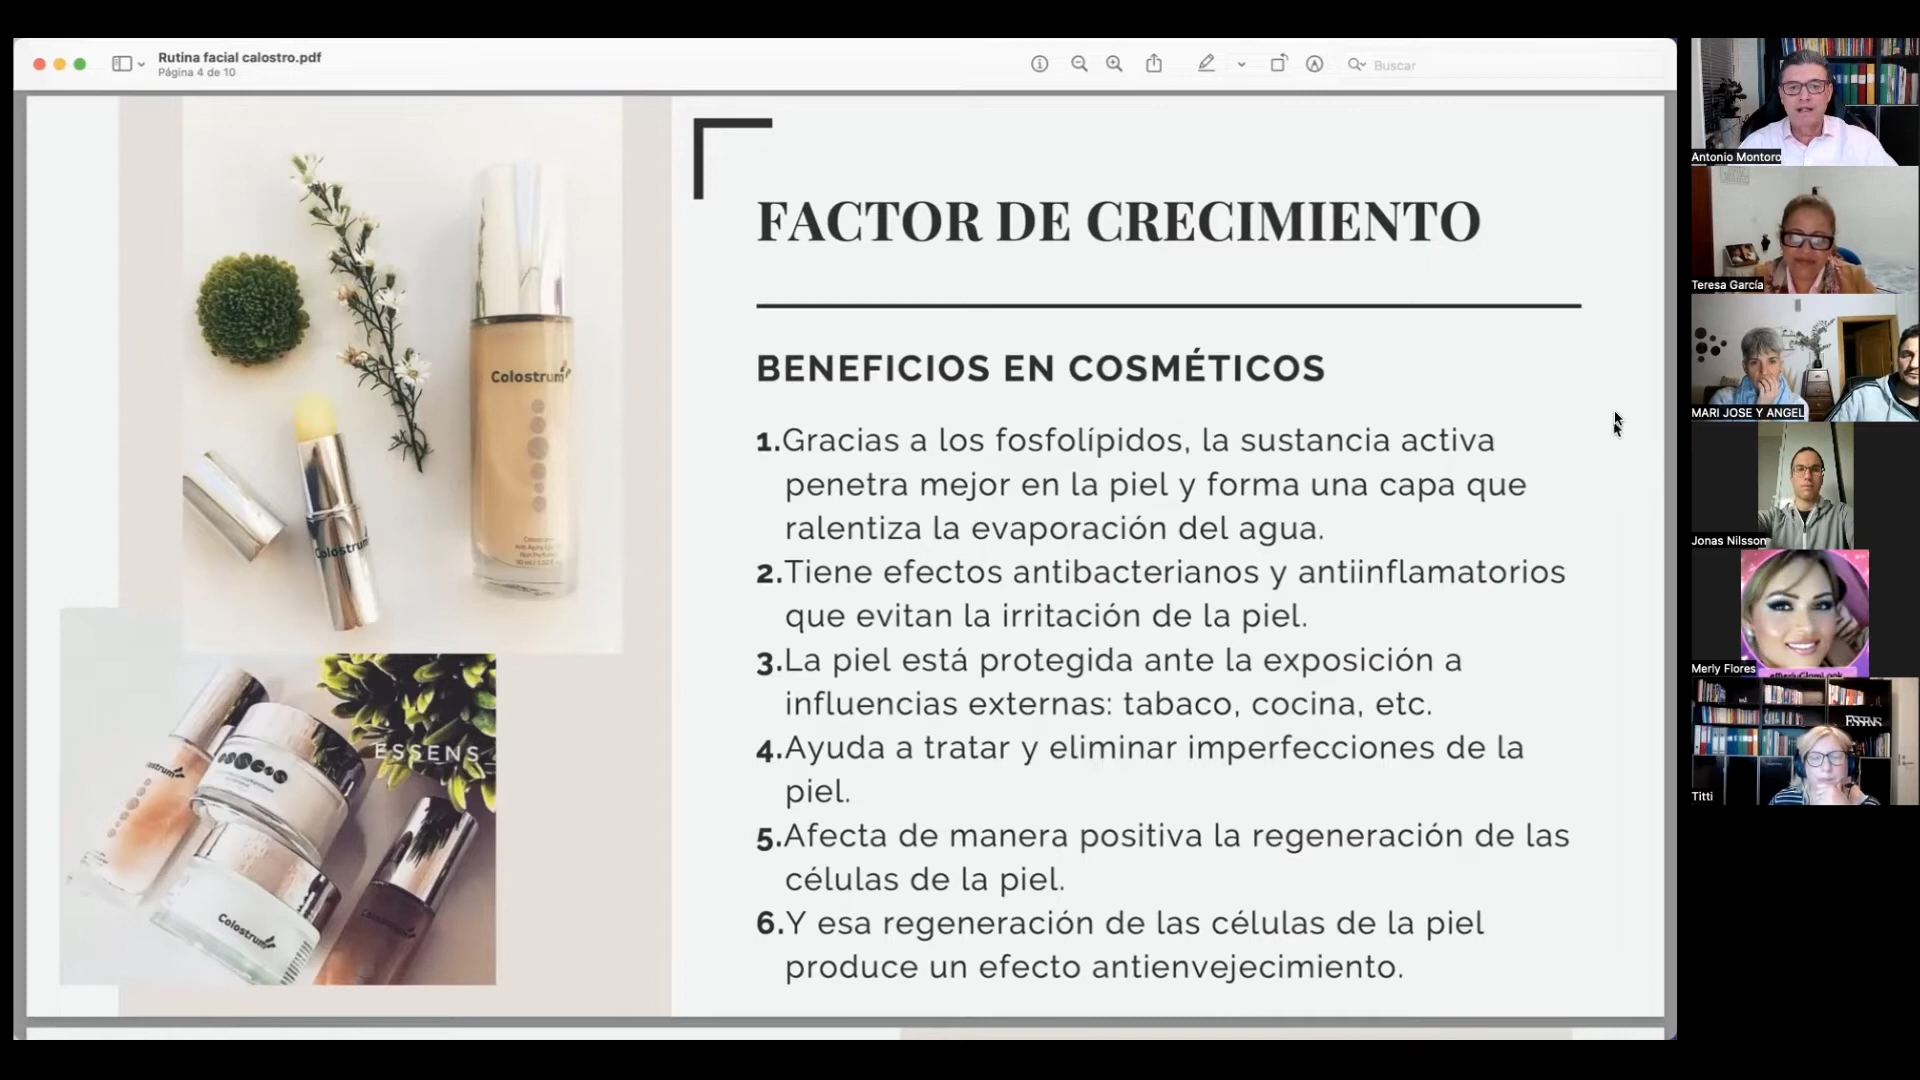 Rutina facial calostro.pdf
Página 4 de 10
Buscar
FACTOR DE CRECIMIENTO
BENEFICIOS EN COSMÉTICOS
1.Gracias a los fosfolípidos, la sustancia activa
penetra mejor en la piel y forma una capa que
ralentiza la evaporación del agua.
2.Tiene efectos antibacterianos y antiinflamatorios
que evitan la irritación de la piel.
3.La piel está protegida ante la exposición a
influencias externas: tabaco, cocina, etc.
4.Ayuda a tratar y eliminar imperfecciones de la
piel.
5.Afecta de manera positiva la regeneración de las
células de la piel.
6.Y esa regeneración de las células de la piel
produce un efecto antienvejecimiento.
Colostrum
Colostrum
ESSENS
Colostrum
Antonio Montoro
Teresa García
MARI JOSE Y ANGEL
Jonas Nilsson
Merly Flores
ESSENS
Titti